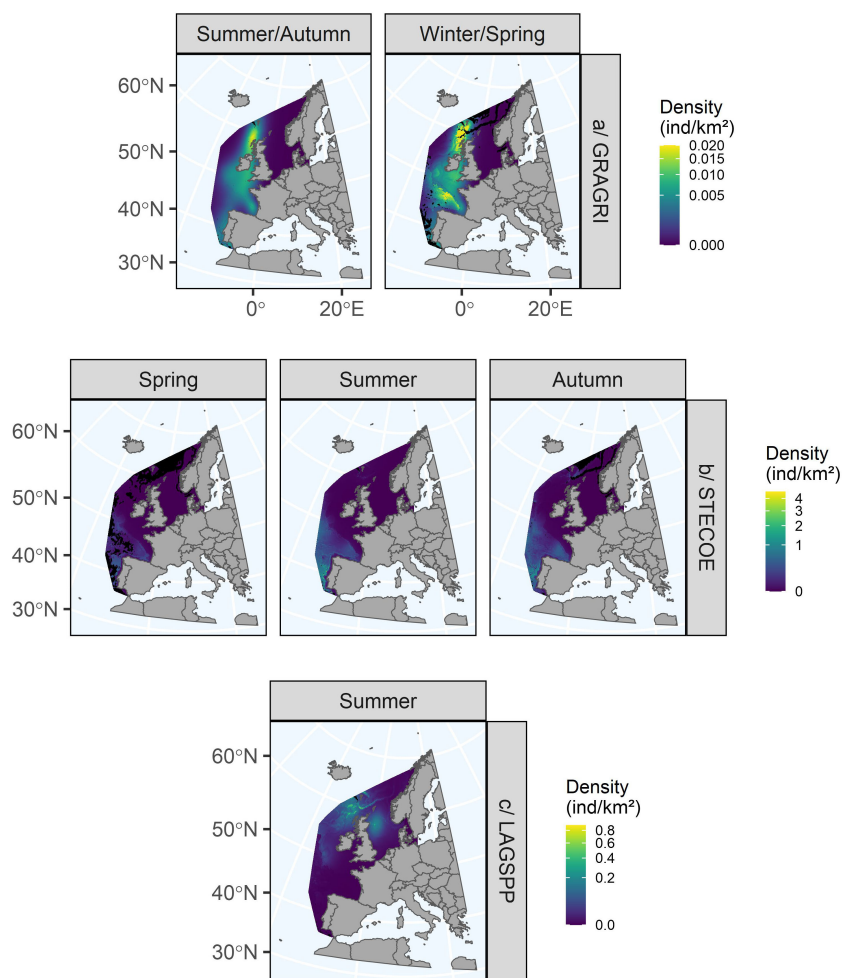 Summer/Autumn
Winter/Spring
60°N
50°N
40°N
30°N
0°
20°E
0°
20°E
a/ GRAGRI
Density
(ind/km²)
0.020
0.015
0.010
0.005
0.000
Spring
Summer
Autumn
60°N
50°N
40°N
30°N
b/ STECOE
Density
(ind/km²)
4
3
2
1
0
Summer
60°N
50°N
40°N
30°N
c/ LAGSPP
Density
(ind/km²)
0.8
0.6
0.4
0.2
0.0